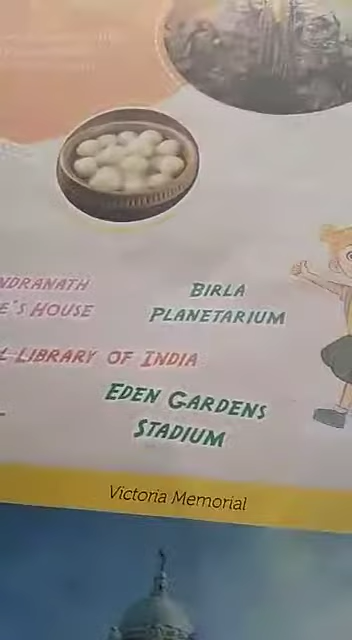 NDRANATH
E'S HOUSE
BIRLA
PLANETARIUM
L LIBRARY OF INDIA
EDEN GARDENS
STADIUM
Victoria Memorial